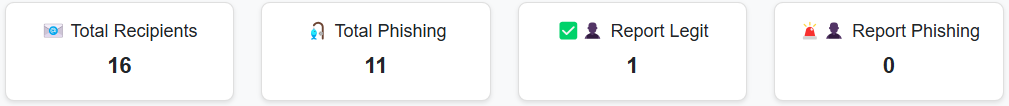 Total Recipients
16
Total Phishing
11
Report Legit
1
Report Phishing
0